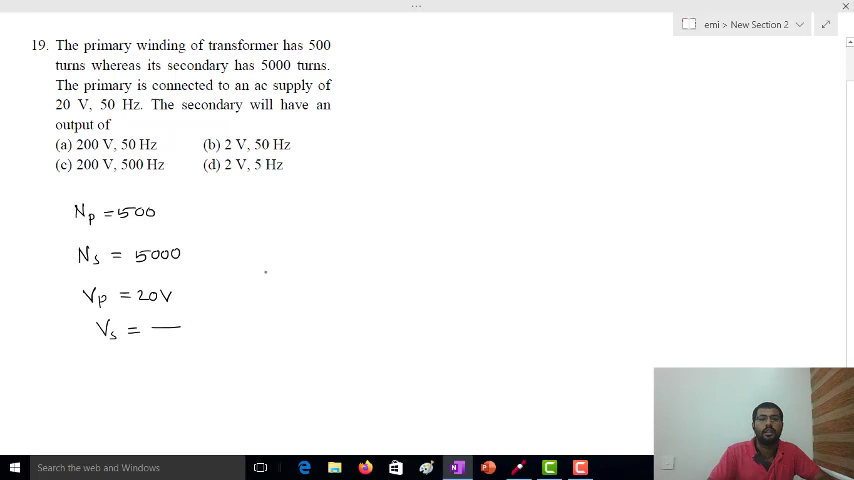 emi > New Section 2
19. The primary winding of transformer has 500
turns whereas its secondary has 5000 turns.
The primary is connected to an ac supply of
20 V, 50 Hz. The secondary will have an
output of
(a) 200 V, 50 Hz (b) 2 V, 50 Hz
(c) 200 V, 500 Hz (d) 2 V, 5 Hz
Np = 500
Ns = 5000
Vp = 20V
Vs = —
Search the web and Windows